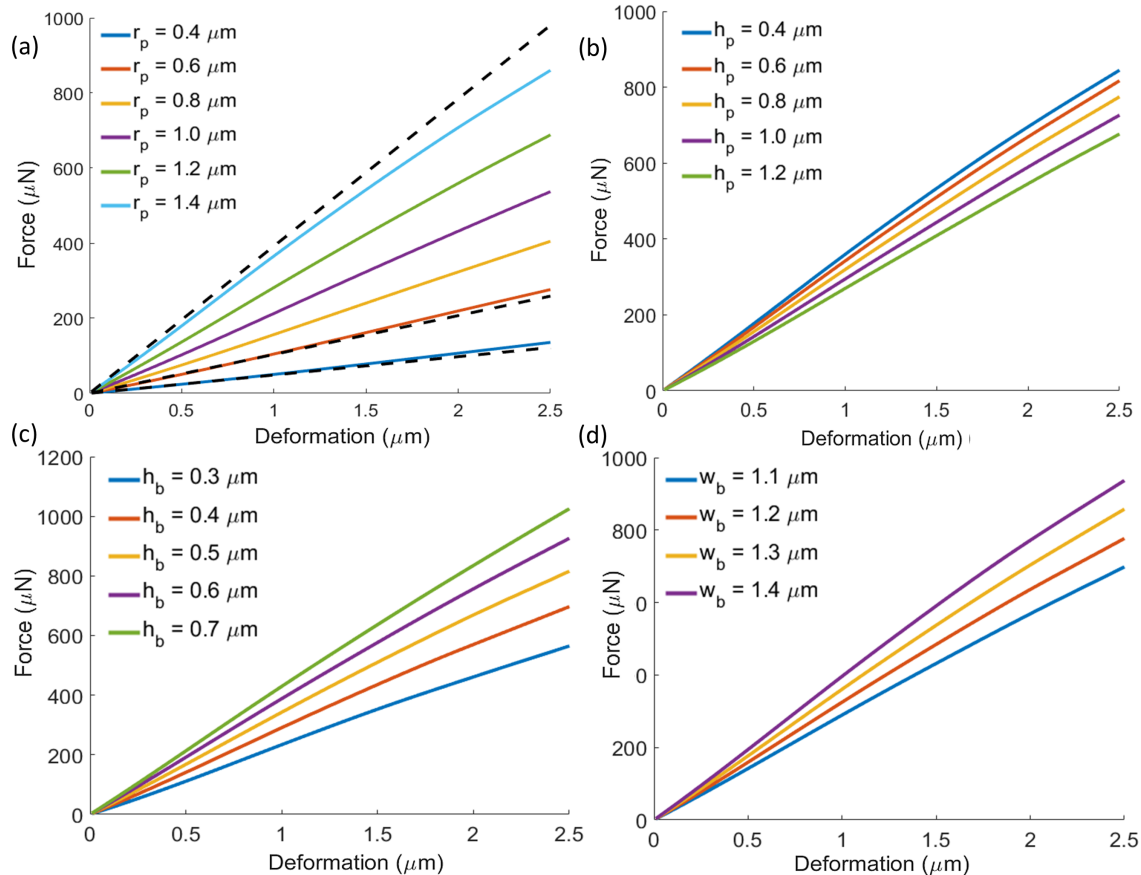 (a)
1000
800
600
400
200
0
Force (μN)
r_p = 0.4 μm
r_p = 0.6 μm
r_p = 0.8 μm
r_p = 1.0 μm
r_p = 1.2 μm
r_p = 1.4 μm
0 0.5 1 1.5 2 2.5
Deformation (μm)
(b)
1000
800
600
400
200
0
Force (μN)
h_p = 0.4 μm
h_p = 0.6 μm
h_p = 0.8 μm
h_p = 1.0 μm
h_p = 1.2 μm
0 0.5 1 1.5 2 2.5
Deformation (μm)
(c)
1200
1000
800
600
400
200
0
Force (μN)
h_b = 0.3 μm
h_b = 0.4 μm
h_b = 0.5 μm
h_b = 0.6 μm
h_b = 0.7 μm
0 0.5 1 1.5 2 2.5
Deformation (μm)
(d)
1000
800
0
0
200
0
Force (μN)
w_b = 1.1 μm
w_b = 1.2 μm
w_b = 1.3 μm
w_b = 1.4 μm
0 0.5 1 1.5 2 2.5
Deformation (μm)